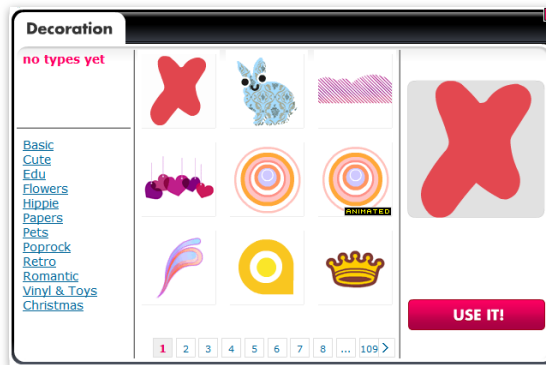 Decoration
no types yet
Basic
Cute
Edu
Flowers
Hippie
Papers
Pets
Poprock
Retro
Romantic
Vinyl & Toys
Christmas
ANIMATED
USE IT!
1 2 3 4 5 6 7 8 ... 109 >